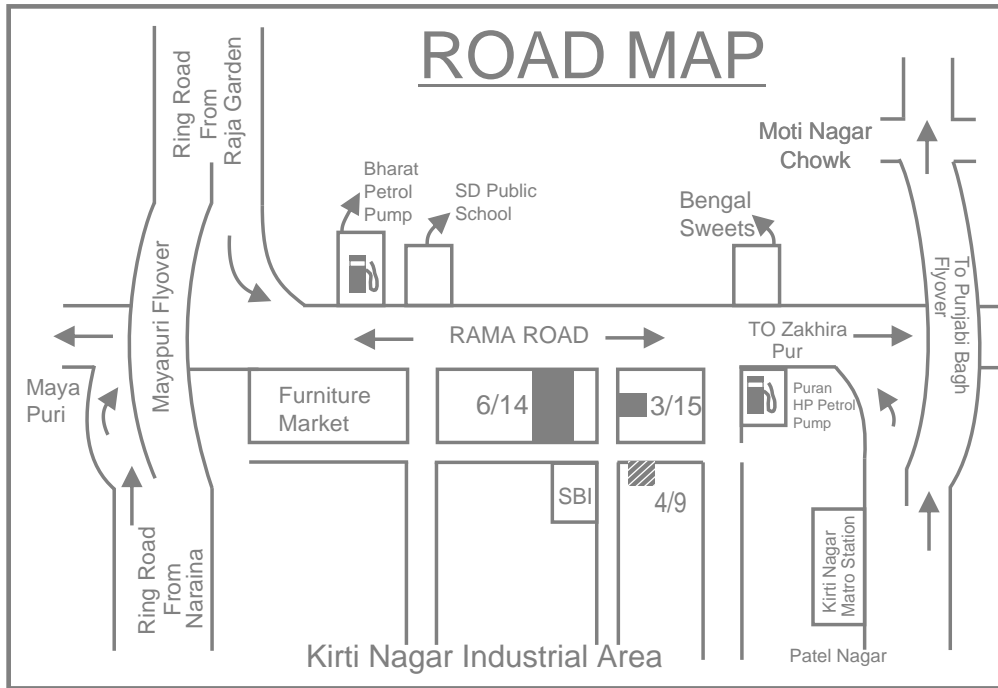 ROAD MAP
Ring Road
From
Raja Garden
Bharat
Petrol
Pump
SD Public
School
Bengal
Sweets
Moti Nagar
Chowk
Mayapuri Flyover
To Punjabi Bagh
Flyover
RAMA ROAD
TO Zakhira
Pur
Maya
Puri
Furniture
Market
6/14
3/15
Puran
HP Petrol
Pump
SBI
4/9
Ring Road
From
Naraina
Kirti Nagar
Matro Station
Kirti Nagar Industrial Area
Patel Nagar